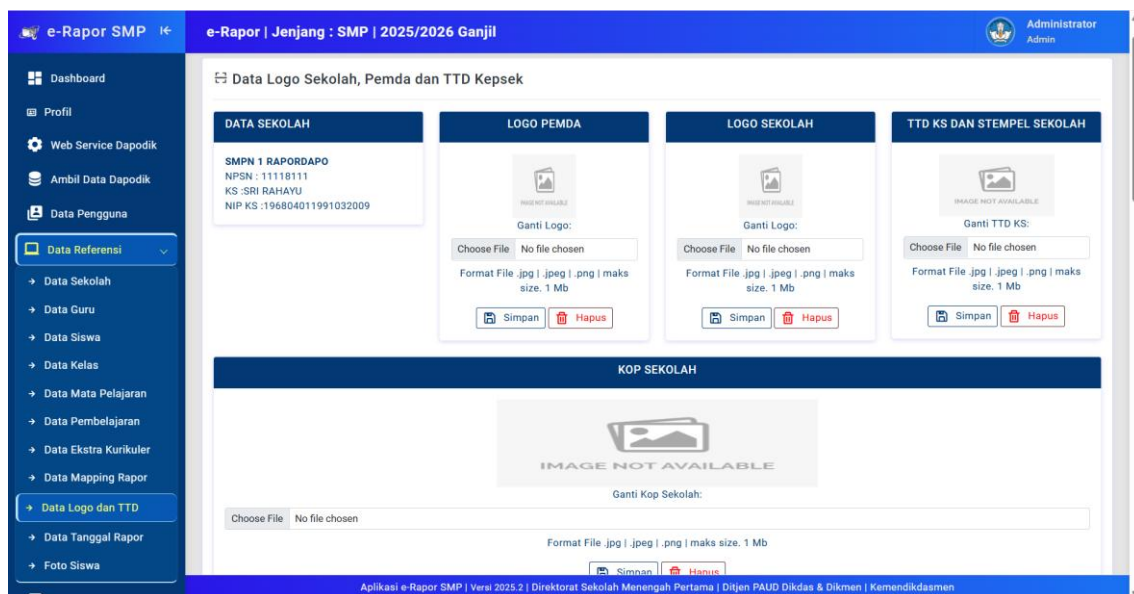 e-Rapor SMP
e-Rapor | Jenjang : SMP | 2025/2026 Ganjil
Administrator
Admin
Dashboard
Profil
Web Service Dapodik
Ambil Data Dapodik
Data Pengguna
Data Referensi
Data Sekolah
Data Guru
Data Siswa
Data Kelas
Data Mata Pelajaran
Data Pembelajaran
Data Ekstra Kurikuler
Data Mapping Rapor
Data Logo dan TTD
Data Tanggal Rapor
Foto Siswa
Data Logo Sekolah, Pemda dan TTD Kepsek
DATA SEKOLAH
SMPN 1 RAPORDAPO
NPSN : 11118111
KS :SRI RAHAYU
NIP KS :196804011991032009
LOGO PEMDA
IMAGE NOT AVAILABLE
Ganti Logo:
Choose File No file chosen
Format File .jpg | .jpeg | .png | maks
size. 1 Mb
Simpan Hapus
LOGO SEKOLAH
IMAGE NOT AVAILABLE
Ganti Logo:
Choose File No file chosen
Format File .jpg | .jpeg | .png | maks
size. 1 Mb
Simpan Hapus
TTD KS DAN STEMPEL SEKOLAH
IMAGE NOT AVAILABLE
Ganti TTD KS:
Choose File No file chosen
Format File .jpg | .jpeg | .png | maks
size. 1 Mb
Simpan Hapus
KOP SEKOLAH
IMAGE NOT AVAILABLE
Ganti Kop Sekolah:
Choose File No file chosen
Format File .jpg | .jpeg | .png | maks size. 1 Mb
Simpan Hapus
Aplikasi e-Rapor SMP | Versi 2025.2 | Direktorat Sekolah Menengah Pertama | Ditjen PAUD Dikdas & Dikmen | Kemendikdasmen